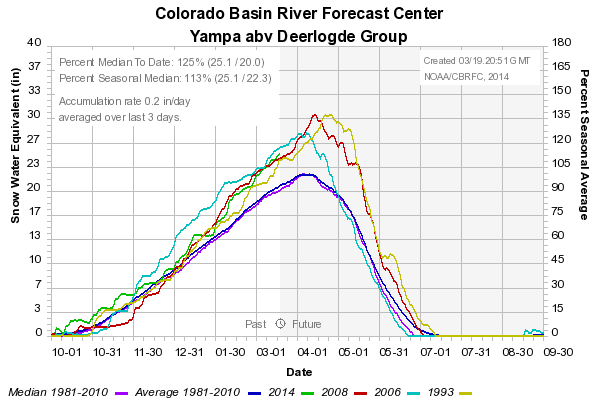 Colorado Basin River Forecast Center
Yampa abv Deerlogde Group
40 180
Percent Median To Date: 125% (25.1 / 20.0) Created 03/19.20:51 GMT
Percent Seasonal Median: 113% (25.1 / 22.3) NOAA/CBRFC, 2014
37 165
Accumulation rate 0.2 in/day
33 150
averaged over last 3 days.
30 135
27 120
23 105
20 90
17 75
13 60
10 45
7 30
3 15
0 0
Snow Water Equivalent (in)
Percent Seasonal Average
Past Future
10-01 10-31 11-30 12-31 01-30 03-01 04-01 05-01 05-31 07-01 07-31 08-30 09-30
Date
Median 1981-2010 Average 1981-2010 2014 2008 2006 1993